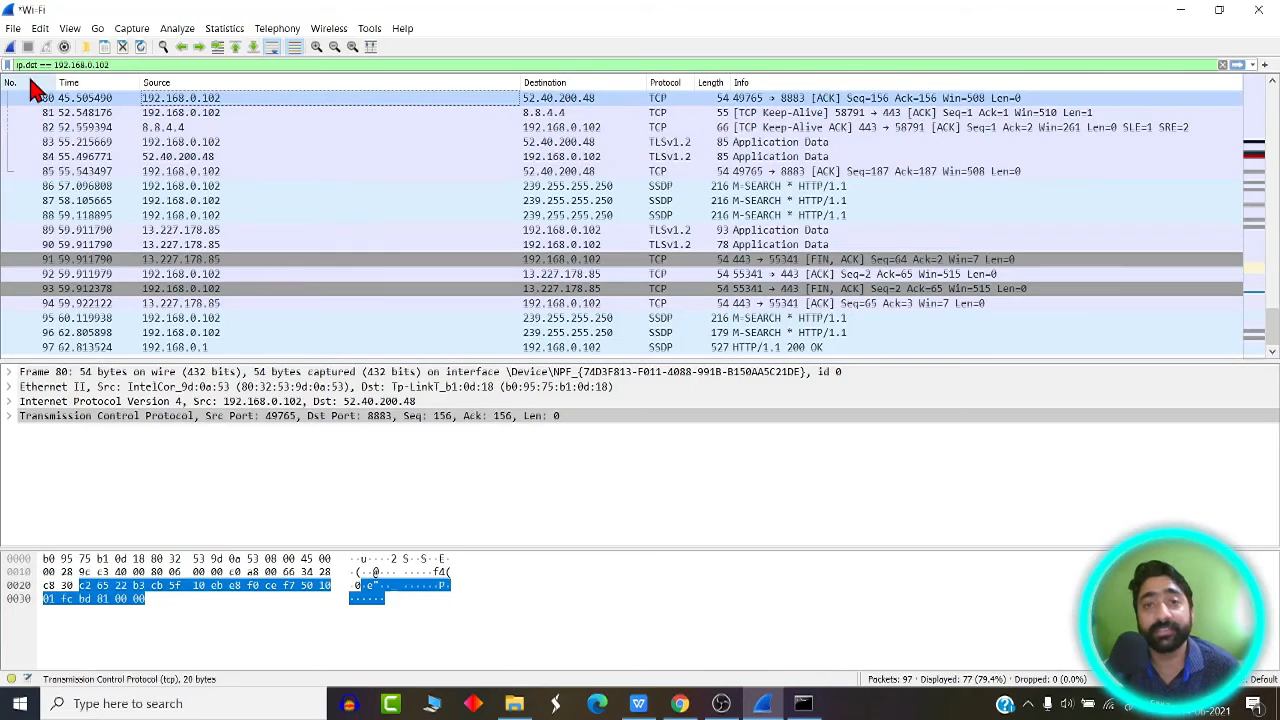 *Wi-Fi
File Edit View Go Capture Analyze Statistics Telephony Wireless Tools Help
ip.dst == 192.168.0.102
No. Time Source Destination Protocol Length Info
80 45.505490 192.168.0.102 52.40.200.48 TCP 54 49765 → 8883 [ACK] Seq=156 Ack=156 Win=508 Len=0
81 52.548176 192.168.0.102 8.8.4.4 TCP 55 [TCP Keep-Alive] 58791 → 443 [ACK] Seq=1 Ack=1 Win=510 Len=1
82 52.559394 8.8.4.4 192.168.0.102 TCP 66 [TCP Keep-Alive ACK] 443 → 58791 [ACK] Seq=1 Ack=2 Win=261 Len=0 SLE=1 SRE=2
83 55.215669 192.168.0.102 52.40.200.48 TLSv1.2 85 Application Data
84 55.496771 52.40.200.48 192.168.0.102 TLSv1.2 85 Application Data
85 55.543497 192.168.0.102 52.40.200.48 TCP 54 49765 → 8883 [ACK] Seq=187 Ack=187 Win=508 Len=0
86 57.096808 192.168.0.102 239.255.255.250 SSDP 216 M-SEARCH * HTTP/1.1
87 58.105665 192.168.0.102 239.255.255.250 SSDP 216 M-SEARCH * HTTP/1.1
88 59.118895 192.168.0.102 239.255.255.250 SSDP 216 M-SEARCH * HTTP/1.1
89 59.911790 13.227.178.85 192.168.0.102 TLSv1.2 93 Application Data
90 59.911790 13.227.178.85 192.168.0.102 TLSv1.2 78 Application Data
91 59.911790 13.227.178.85 192.168.0.102 TCP 54 443 → 55341 [FIN, ACK] Seq=64 Ack=2 Win=7 Len=0
92 59.911979 192.168.0.102 13.227.178.85 TCP 54 55341 → 443 [ACK] Seq=2 Ack=65 Win=515 Len=0
93 59.912378 192.168.0.102 13.227.178.85 TCP 54 55341 → 443 [FIN, ACK] Seq=2 Ack=65 Win=515 Len=0
94 59.922122 13.227.178.85 192.168.0.102 TCP 54 443 → 55341 [ACK] Seq=65 Ack=3 Win=7 Len=0
95 60.119938 192.168.0.102 239.255.255.250 SSDP 216 M-SEARCH * HTTP/1.1
96 62.805898 192.168.0.102 239.255.255.250 SSDP 179 M-SEARCH * HTTP/1.1
97 62.813524 192.168.0.1 192.168.0.102 SSDP 527 HTTP/1.1 200 OK
Frame 80: 54 bytes on wire (432 bits), 54 bytes captured (432 bits) on interface \Device\NPF_{74D3F813-F011-4088-991B-B150AAC21DE}, id 0
Ethernet II, Src: IntelCor_9d:0a:53 (80:32:53:9d:0a:53), Dst: Tp-LinkT_b1:0d:18 (b0:95:75:b1:0d:18)
Internet Protocol Version 4, Src: 192.168.0.102, Dst: 52.40.200.48
Transmission Control Protocol, Src Port: 49765, Dst Port: 8883, Seq: 156, Ack: 156, Len: 0
0000 b0 95 75 b1 0d 18 80 32 53 9d 0a 53 08 00 45 00 ··u····2 S··S··E·
0010 00 28 9c c3 40 00 80 06 00 00 c0 a8 00 66 34 28 ·(··@··· ·····f4(
0020 c8 30 c2 65 22 b3 cb 5f 10 eb e8 f0 ce f7 50 10 ·0·e"··_ ······P·
0030 01 fc bd 81 00 00 ······
Transmission Control Protocol (tcp), 20 bytes Packets: 97 · Displayed: 77 (79.4%) · Dropped: 0 (0.0%) Default
Type here to search